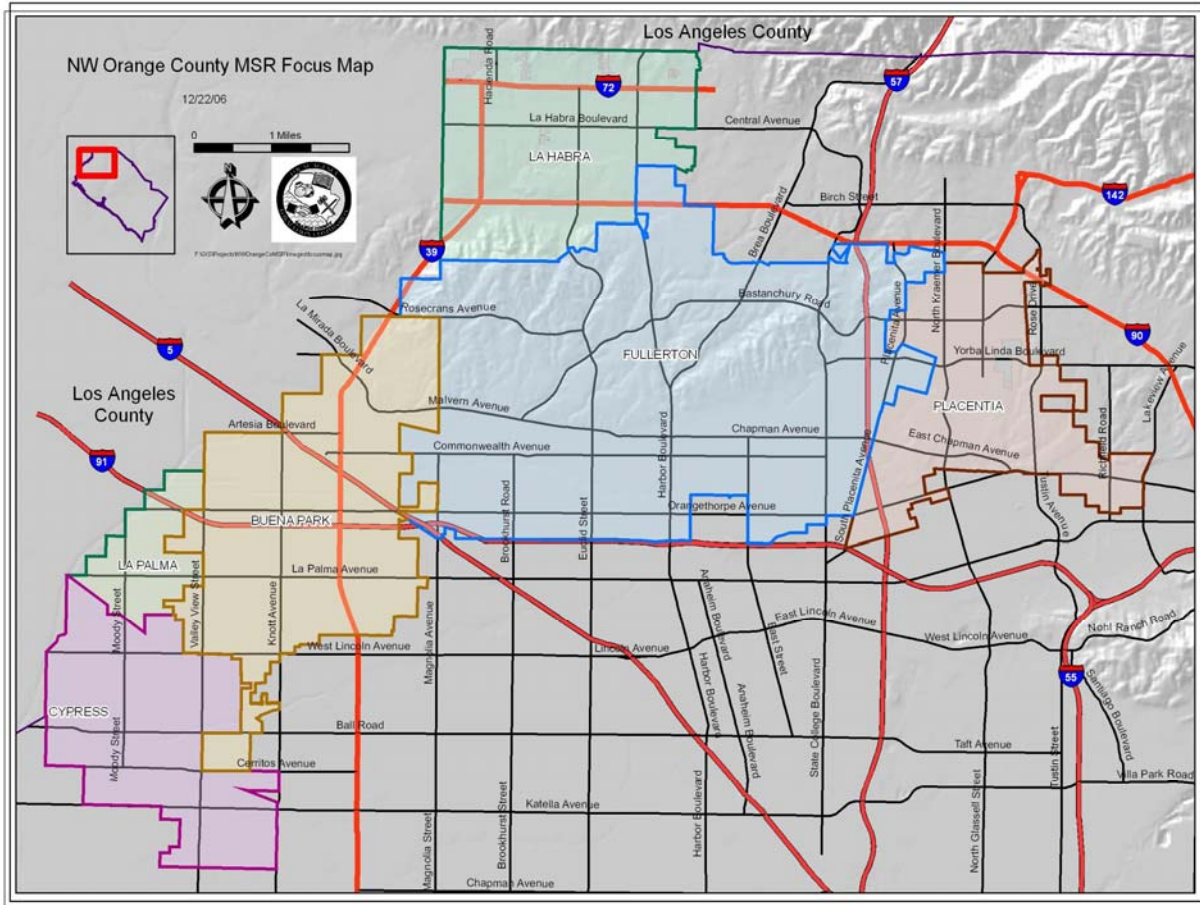 Los Angeles County
NW Orange County MSR Focus Map
12/22/06
0 1 Miles
57
72
Hacienda Road
La Habra Boulevard
Central Avenue
LA HABRA
Birch Street
142
Brea Boulevard
39
North Kraemer Boulevard
Bastanchury Road
Rosecrans Avenue
Placenita Avenue
Rose Drive
La Mirada Boulevard
5
90
FULLERTON
Yorba Linda Boulevard
Lakeview Avenue
Los Angeles
County
Malvern Avenue
PLACENTIA
Artesia Boulevard
Chapman Avenue
East Chapman Avenue
Commonwealth Avenue
Richfield Road
91
Harbor Boulevard
South Placenita Avenue
Brookhurst Road
Euclid Street
Orangethorpe Avenue
Tustin Avenue
BUENA PARK
LA PALMA
La Palma Avenue
Valley View Street
Knott Avenue
Moody Street
Magnolia Avenue
Anaheim Boulevard
East Street
East Lincoln Avenue
West Lincoln Avenue
Nohl Ranch Road
West Lincoln Avenue
Lincoln Avenue
Harbor Boulevard
55
Santiago Boulevard
CYPRESS
Moody Street
Ball Road
Anaheim Boulevard
State College Boulevard
Taft Avenue
Cerritos Avenue
Tustin Street
Villa Park Road
Katella Avenue
Magnolia Street
Brookhurst Street
Harbor Boulevard
North Glassell Street
Chapman Avenue